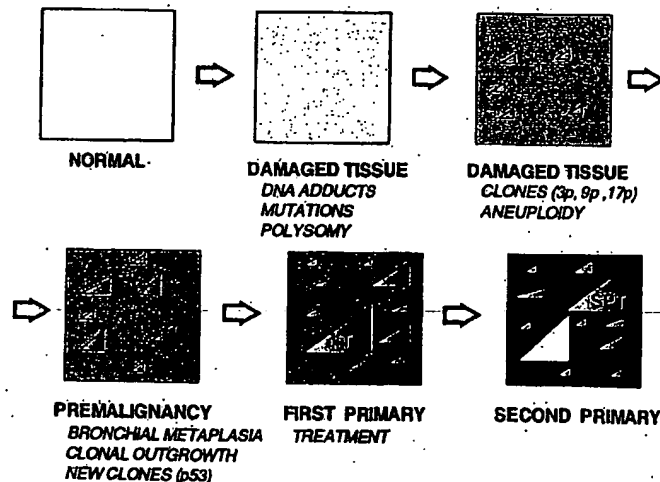 NORMAL
DAMAGED TISSUE
DNA ADDUCTS
MUTATIONS
POLYSOMY
DAMAGED TISSUE
CLONES (3p, 9p ,17p)
ANEUPLOIDY
PREMALIGNANCY
BRONCHIAL METAPLASIA
CLONAL OUTGROWTH
NEW CLONES (p53)
FIRST PRIMARY
TREATMENT
SPT
SECOND PRIMARY